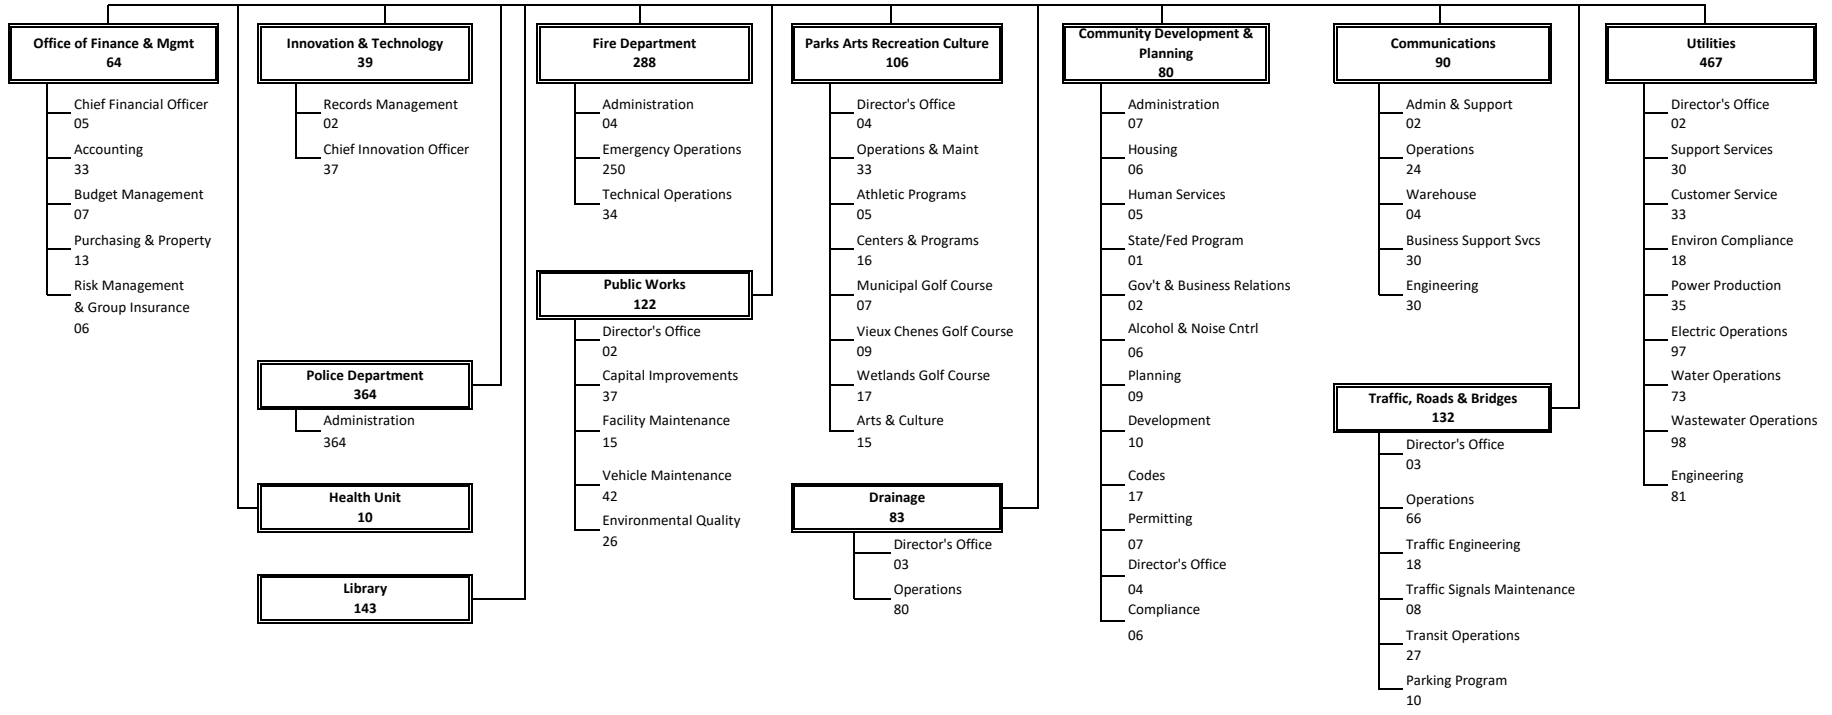 Office of Finance & Mgmt
64
Chief Financial Officer
05
Accounting
33
Budget Management
07
Purchasing & Property
13
Risk Management
& Group Insurance
06
Innovation & Technology
39
Records Management
02
Chief Innovation Officer
37
Police Department
364
Administration
364
Health Unit
10
Library
143
Fire Department
288
Administration
04
Emergency Operations
250
Technical Operations
34
Public Works
122
Director's Office
02
Capital Improvements
37
Facility Maintenance
15
Vehicle Maintenance
42
Environmental Quality
26
Parks Arts Recreation Culture
106
Director's Office
04
Operations & Maint
33
Athletic Programs
05
Centers & Programs
16
Municipal Golf Course
07
Vieux Chenes Golf Course
09
Wetlands Golf Course
17
Arts & Culture
15
Drainage
83
Director's Office
03
Operations
80
Community Development &
Planning
80
Administration
07
Housing
06
Human Services
05
State/Fed Program
01
Gov't & Business Relations
02
Alcohol & Noise Cntrl
06
Planning
09
Development
10
Codes
17
Permitting
07
Director's Office
04
Compliance
06
Communications
90
Admin & Support
02
Operations
24
Warehouse
04
Business Support Svcs
30
Engineering
30
Traffic, Roads & Bridges
132
Director's Office
03
Operations
66
Traffic Engineering
18
Traffic Signals Maintenance
08
Transit Operations
27
Parking Program
10
Utilities
467
Director's Office
02
Support Services
30
Customer Service
33
Environ Compliance
18
Power Production
35
Electric Operations
97
Water Operations
73
Wastewater Operations
98
Engineering
81